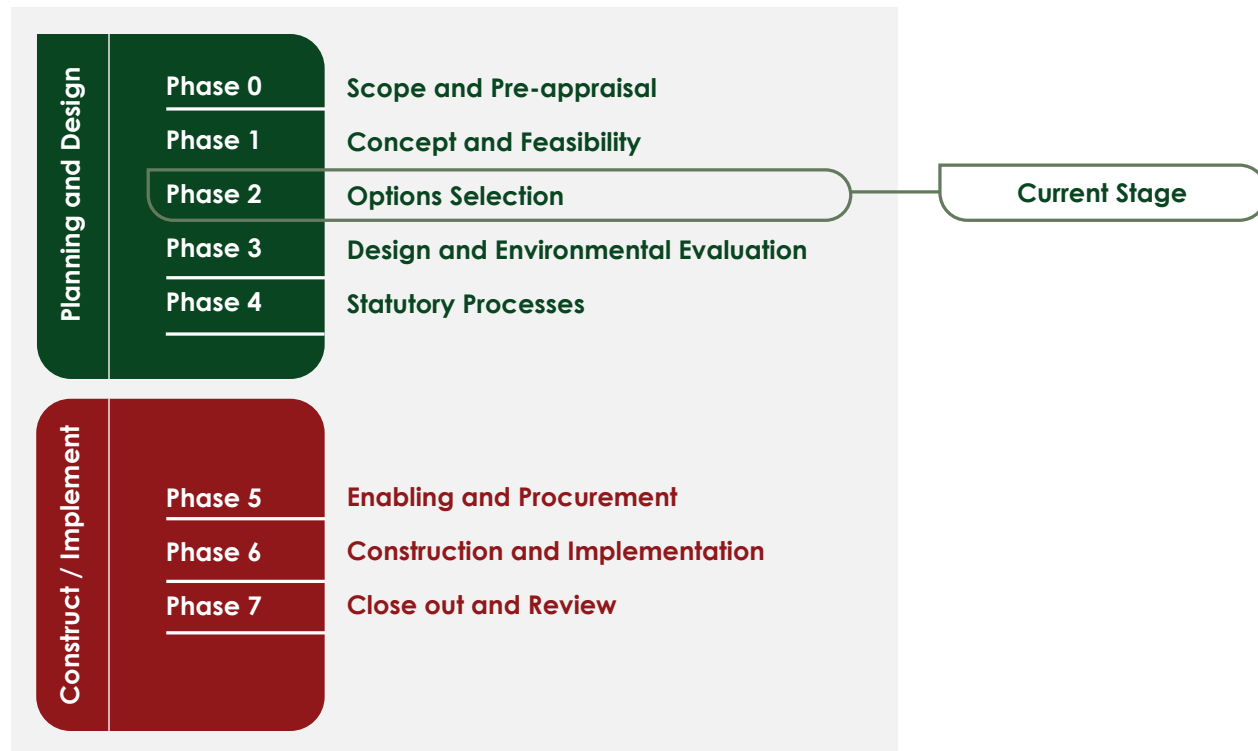 Planning and Design
Phase 0 Scope and Pre-appraisal
Phase 1 Concept and Feasibility
Phase 2 Options Selection Current Stage
Phase 3 Design and Environmental Evaluation
Phase 4 Statutory Processes
Construct / Implement
Phase 5 Enabling and Procurement
Phase 6 Construction and Implementation
Phase 7 Close out and Review